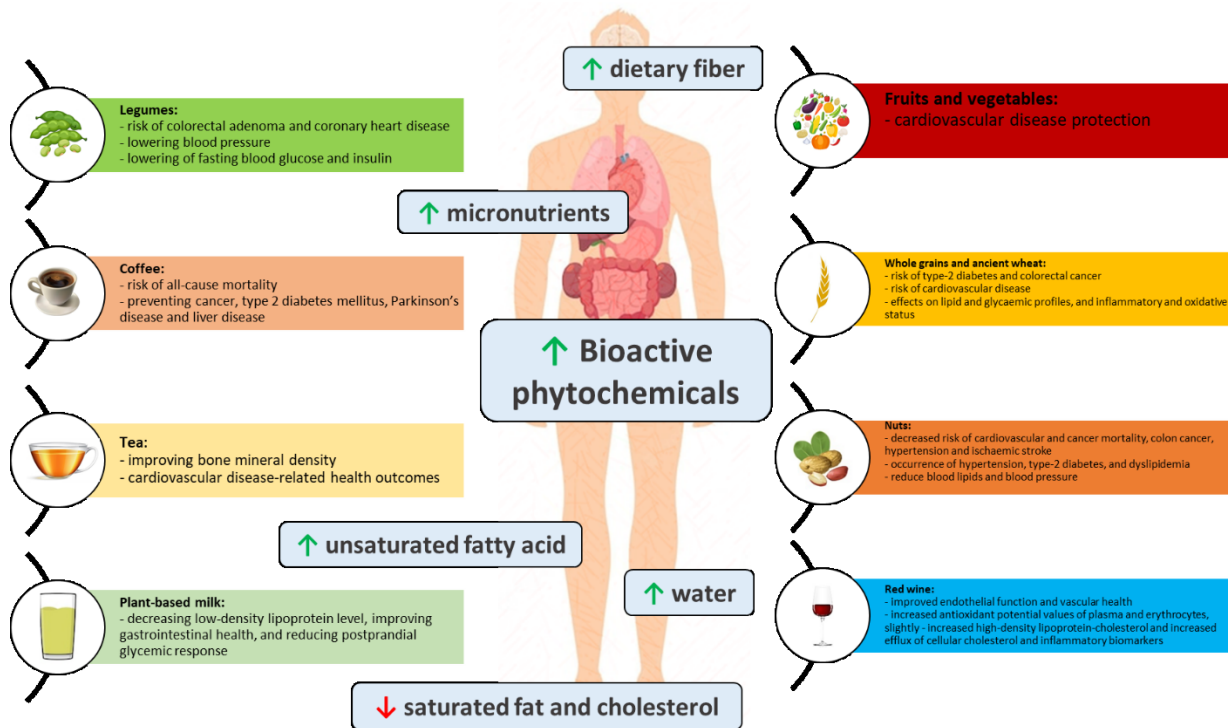 ↑ dietary fiber
Legumes:
- risk of colorectal adenoma and coronary heart disease
- lowering blood pressure
- lowering of fasting blood glucose and insulin
Fruits and vegetables:
- cardiovascular disease protection
↑ micronutrients
Coffee:
- risk of all-cause mortality
- preventing cancer, type 2 diabetes mellitus, Parkinson's
disease and liver disease
Whole grains and ancient wheat:
- risk of type-2 diabetes and colorectal cancer
- risk of cardiovascular disease
- effects on lipid and glycaemic profiles, and inflammatory and oxidative
status
↑ Bioactive
phytochemicals
Tea:
- improving bone mineral density
- cardiovascular disease-related health outcomes
Nuts:
- decreased risk of cardiovascular and cancer mortality, colon cancer,
hypertension and ischaemic stroke
- occurrence of hypertension, type-2 diabetes, and dyslipidemia
- reduce blood lipids and blood pressure
↑ unsaturated fatty acid
↑ water
Plant-based milk:
- decreasing low-density lipoprotein level, improving
gastrointestinal health, and reducing postprandial
glycemic response
Red wine:
- improved endothelial function and vascular health
- increased antioxidant potential values of plasma and erythrocytes,
slightly - increased high-density lipoprotein-cholesterol and increased
efflux of cellular cholesterol and inflammatory biomarkers
↓ saturated fat and cholesterol